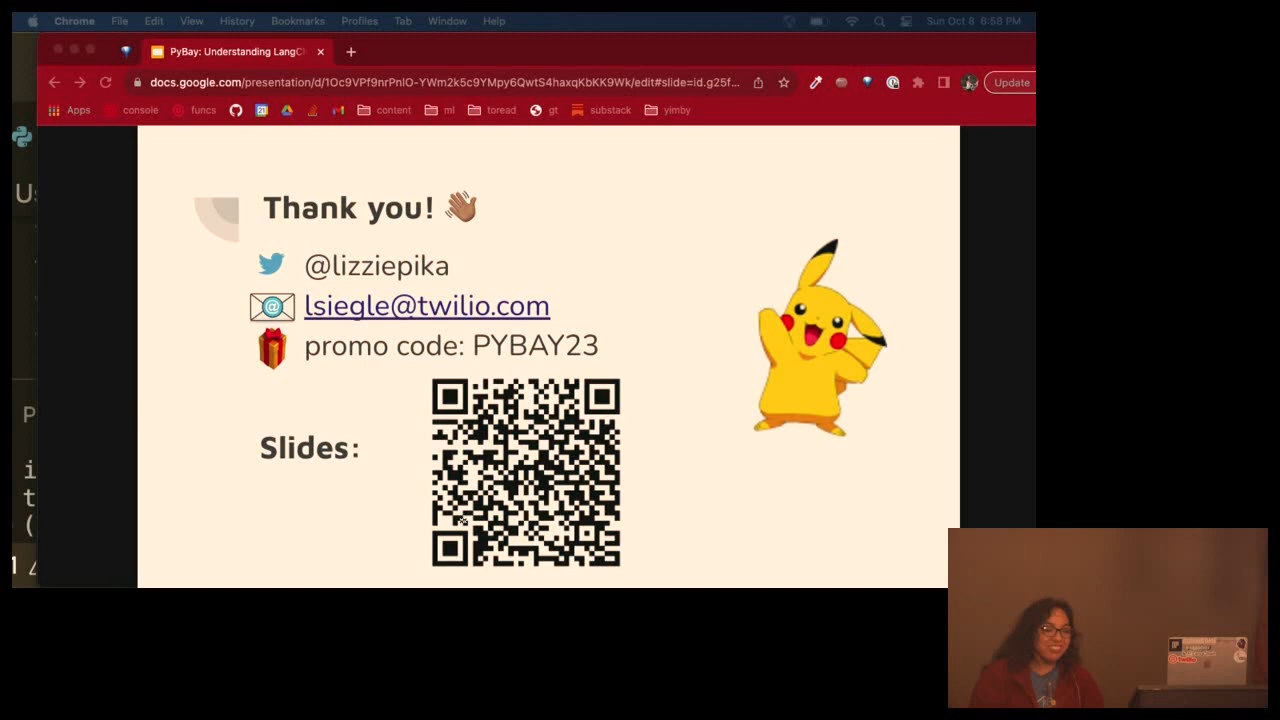 Chrome File Edit View History Bookmarks Profiles Tab Window Help Sun Oct 8 6:58 PM
PyBay: Understanding LangC
docs.google.com/presentation/d/1Oc9VPf9nrPnlO-YWm2k5c9YMpy6QwtS4haxqKbKK9Wk/edit#slide=id.g25f... Update
Apps console funcs content ml toread gt substack yimby
Thank you!
@lizziepika
lsiegle@twilio.com
promo code: PYBAY23
Slides: